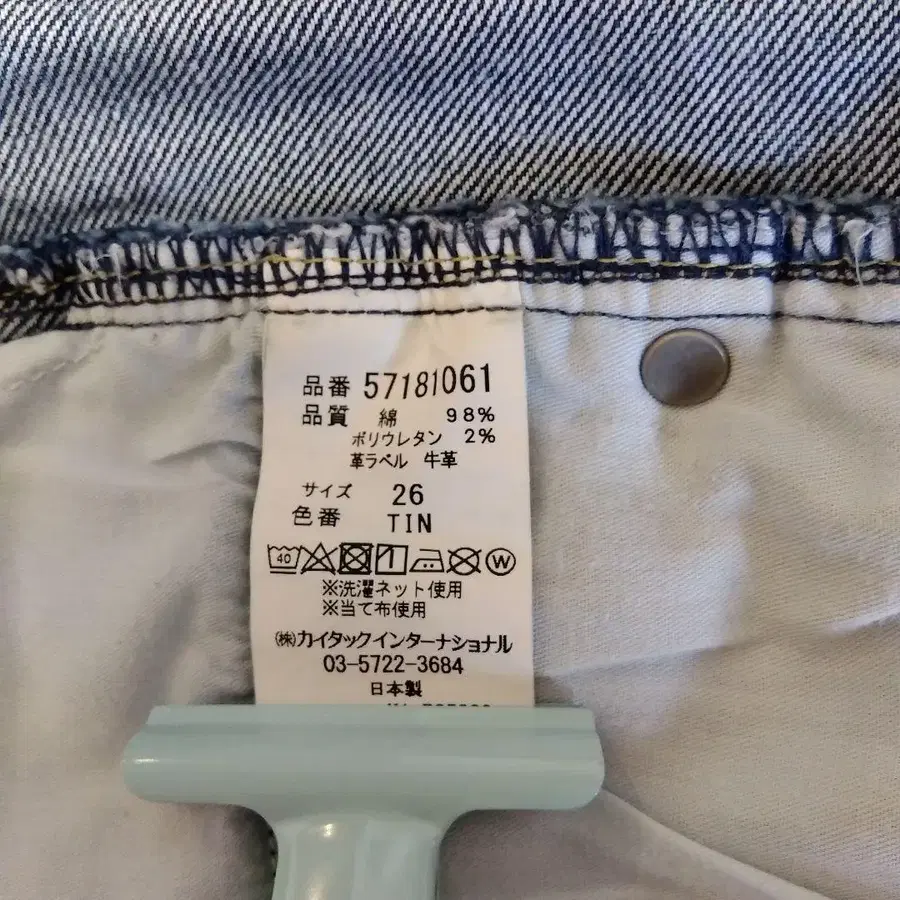 品番 57181061
品質 綿 98%
ポリウレタン 2%
革ラベル 牛革
サイズ 26
色番 TIN
40 W
※洗濯ネット使用
※当て布使用
㈱カイタックインターナショナル
03-5722-3684
日本製